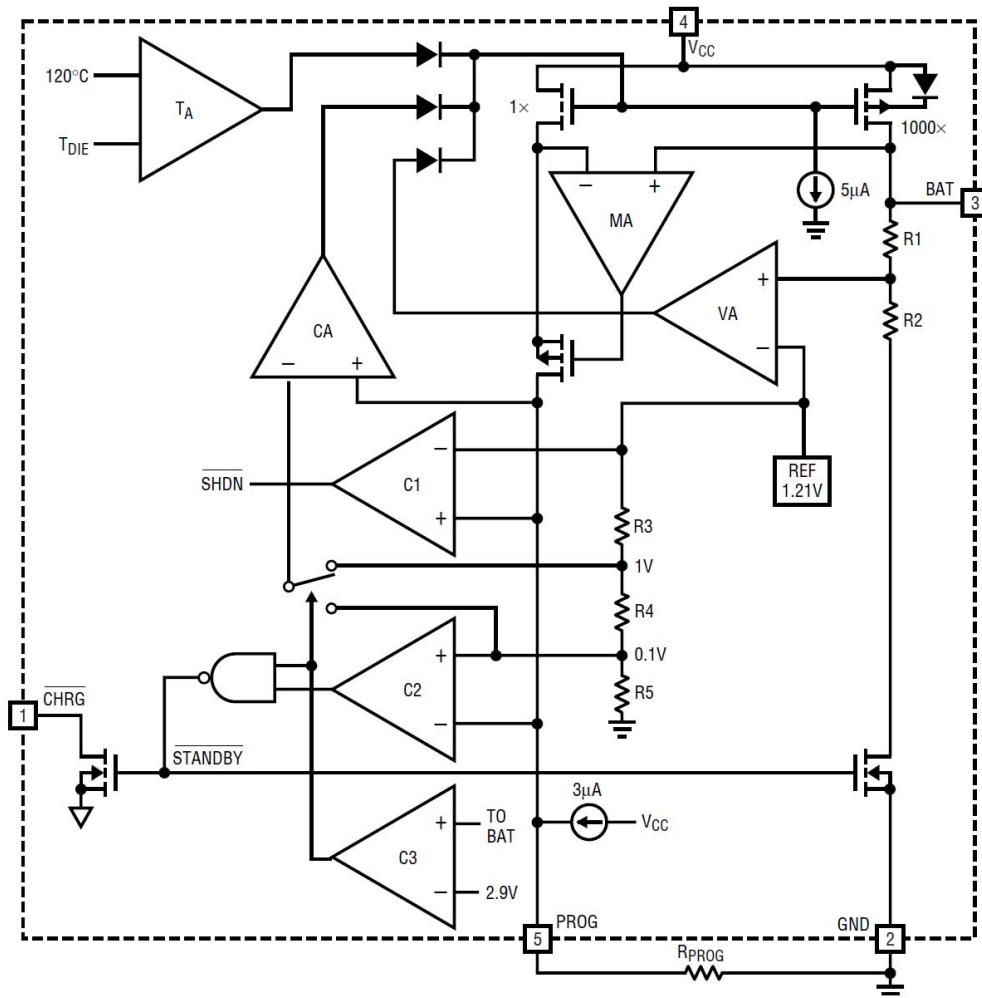 4
VCC
120°C
TA
TDIE
1×
1000×
5µA
BAT
3
–
+
MA
R1
+
VA
–
R2
CA
–
+
REF
1.21V
–
SHDN
C1
+
R3
1V
R4
+
0.1V
C2
R5
–
CHRG
1
STANDBY
3µA
VCC
+
TO
BAT
C3
–
2.9V
PROG
5
GND
2
RPROG